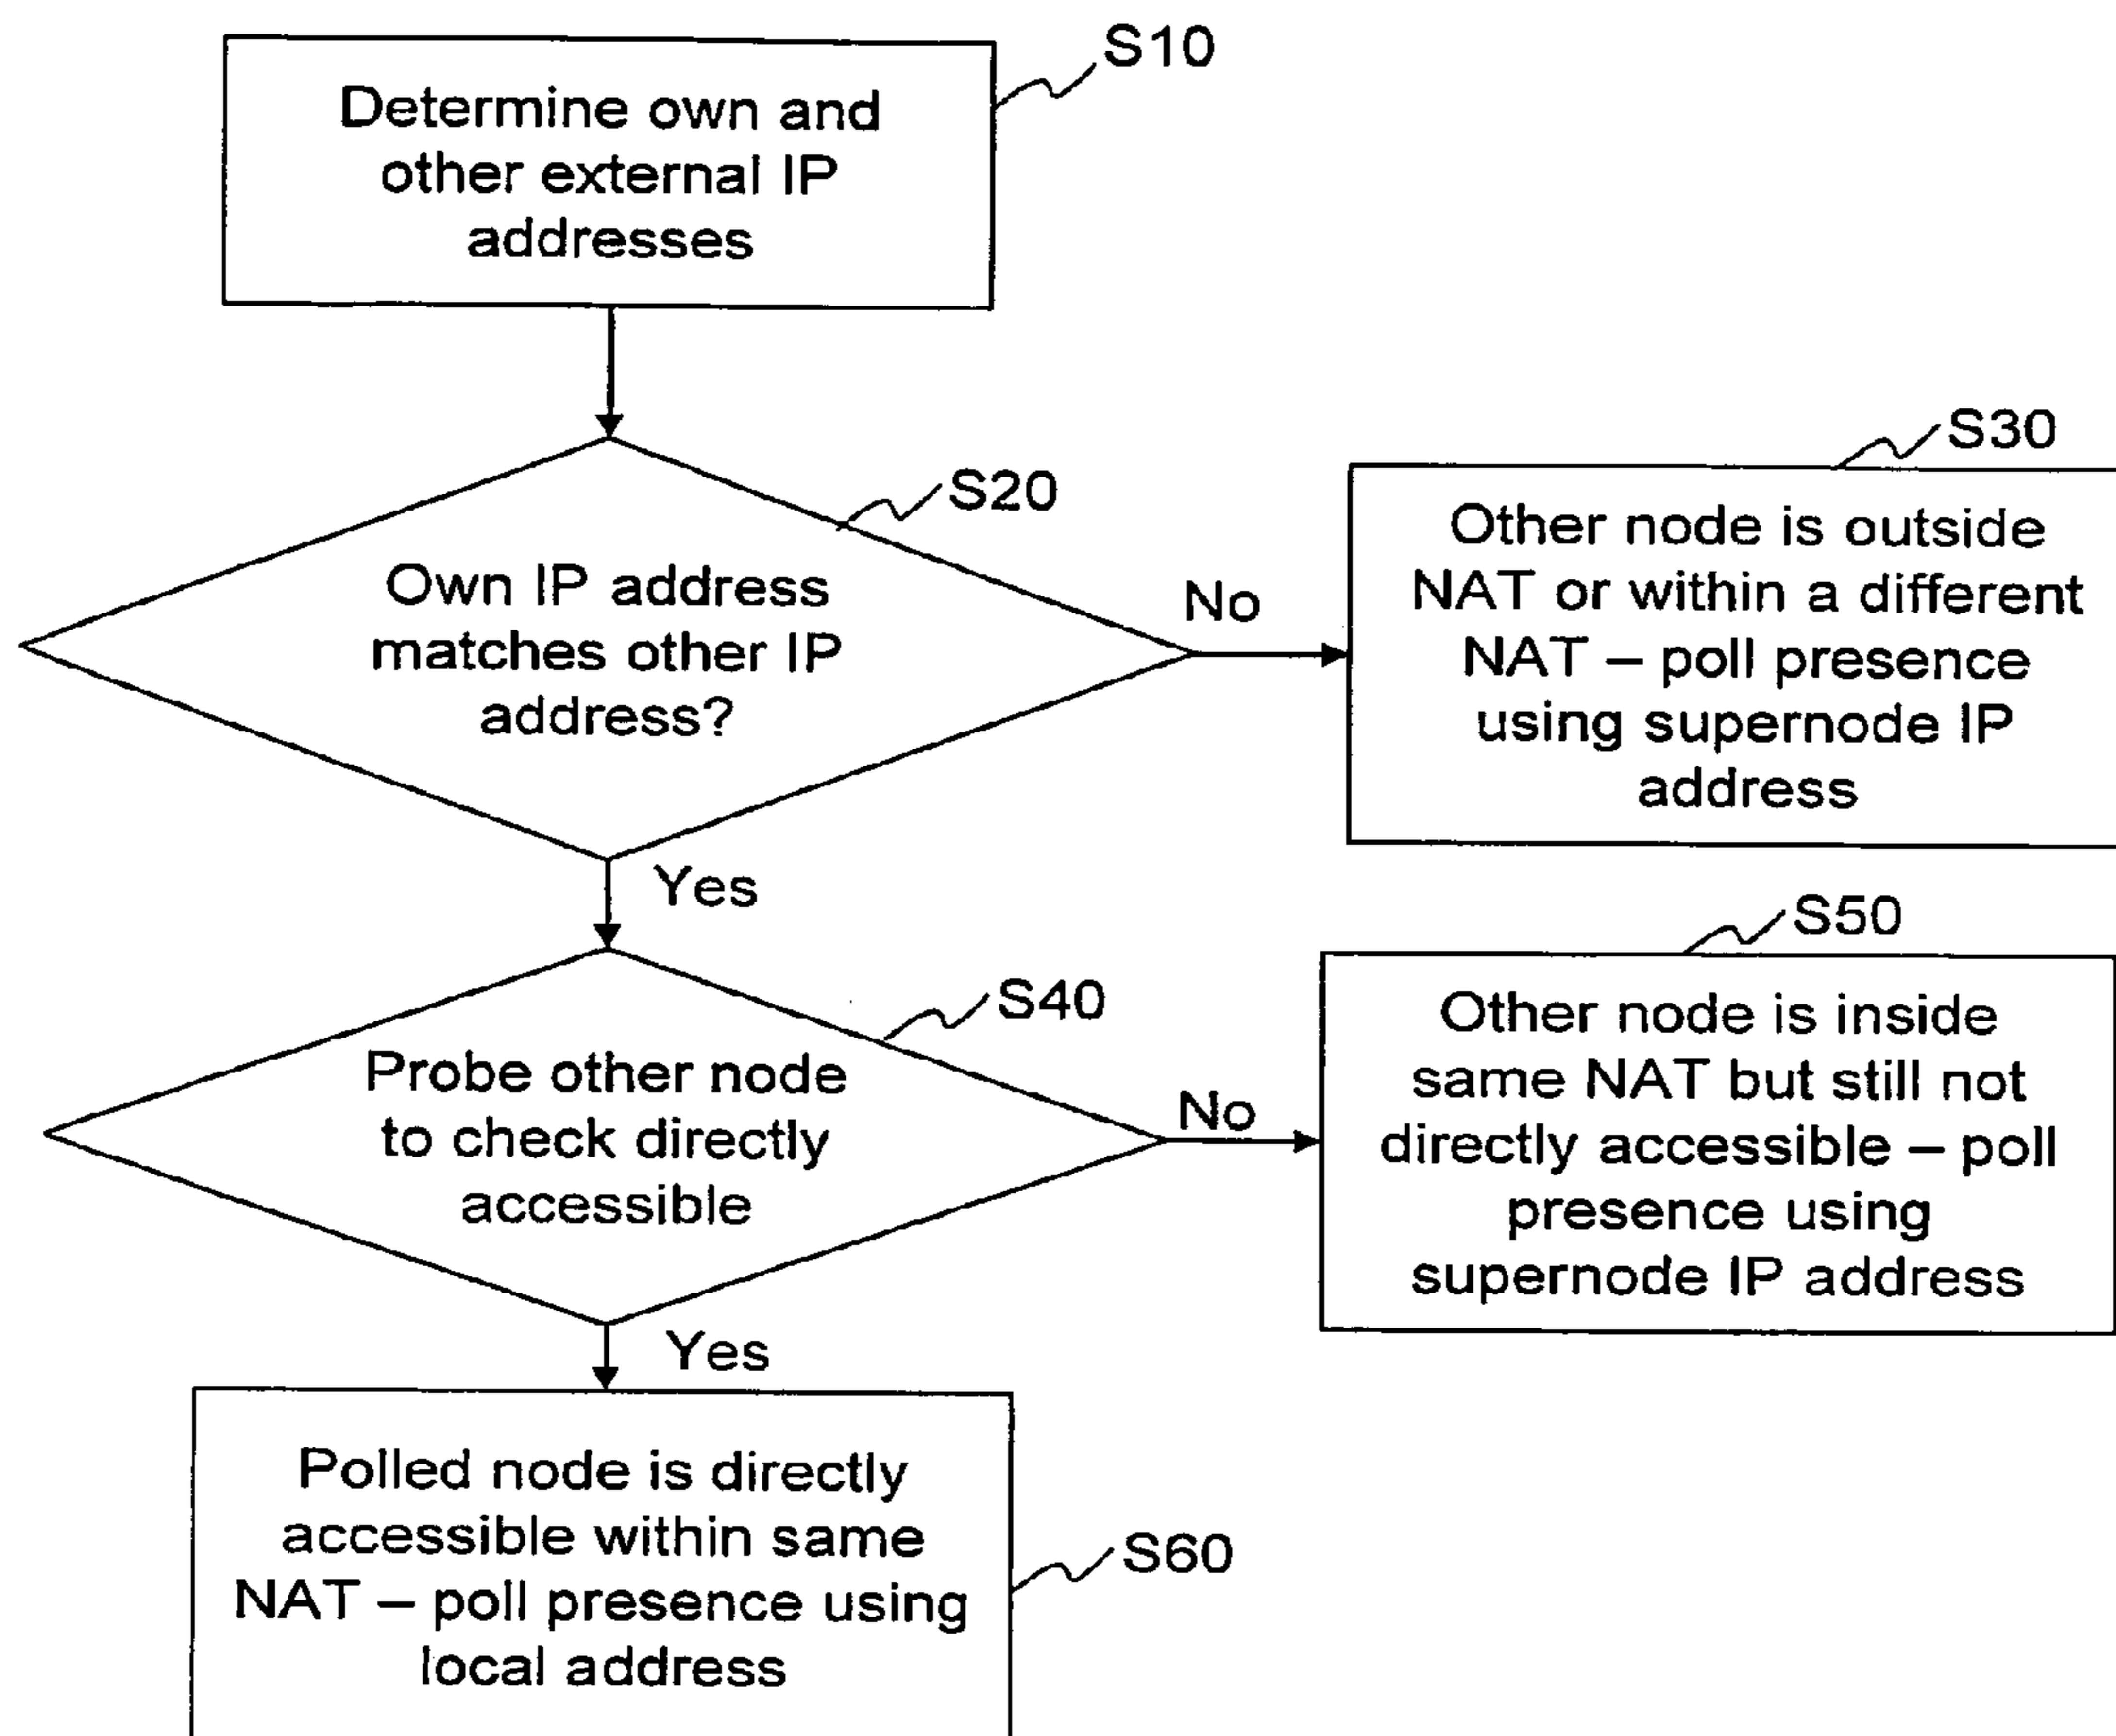 S10
Determine own and
other external IP
addresses
S20
Own IP address
matches other IP
address?
No
S30
Other node is outside
NAT or within a different
NAT – poll presence
using supernode IP
address
Yes
S40
Probe other node
to check directly
accessible
No
S50
Other node is inside
same NAT but still not
directly accessible – poll
presence using
supernode IP address
Yes
S60
Polled node is directly
accessible within same
NAT – poll presence using
local address